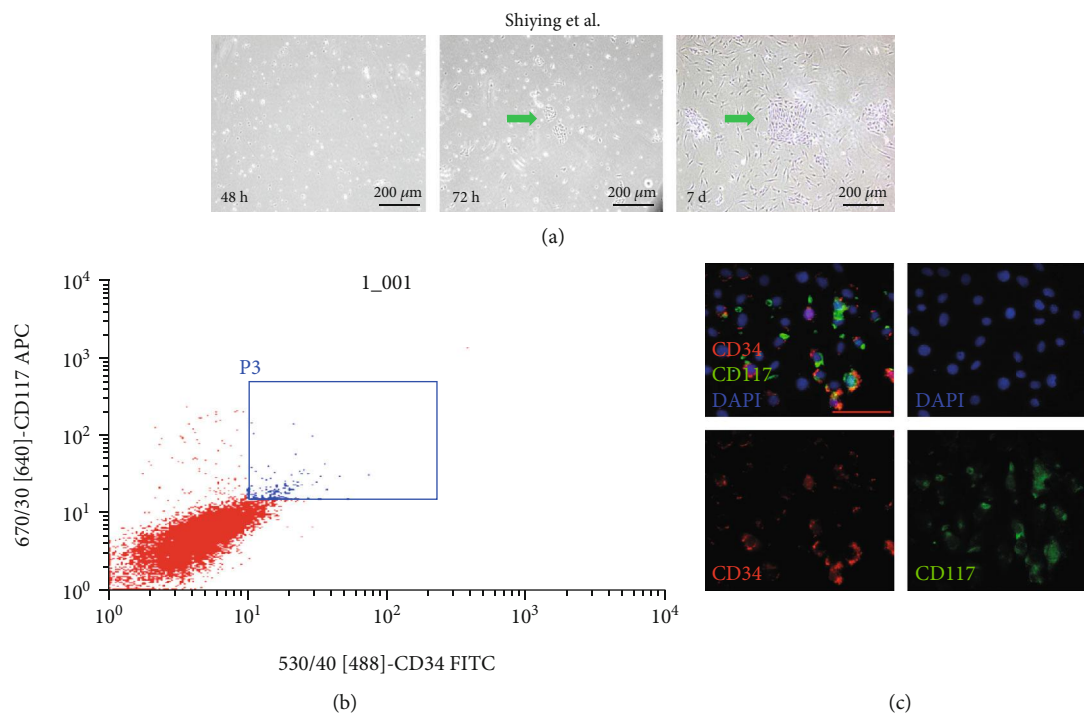 Shiying et al.
48 h
200 μm
72 h
200 μm
7 d
200 μm
(a)
1_001
P3
10⁴
10³
10²
10¹
10⁰
10⁰
10¹
10²
10³
10⁴
670/30 [640]-CD117 APC
530/40 [488]-CD34 FITC
(b)
CD34
CD117
DAPI
DAPI
CD34
CD117
(c)